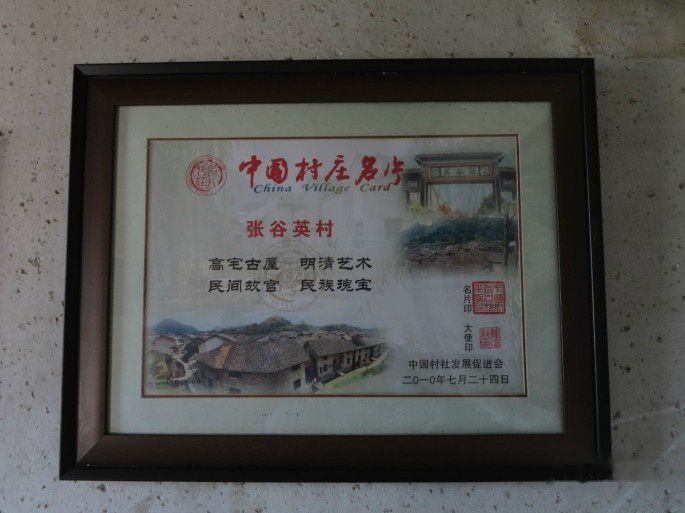 中国村庄名片
China Village Card
张谷英村
高宅古屋 明清艺术
民间故宫 民族瑰宝
名片印
大使印
中国村社发展促进会
二〇一〇年七月二十四日